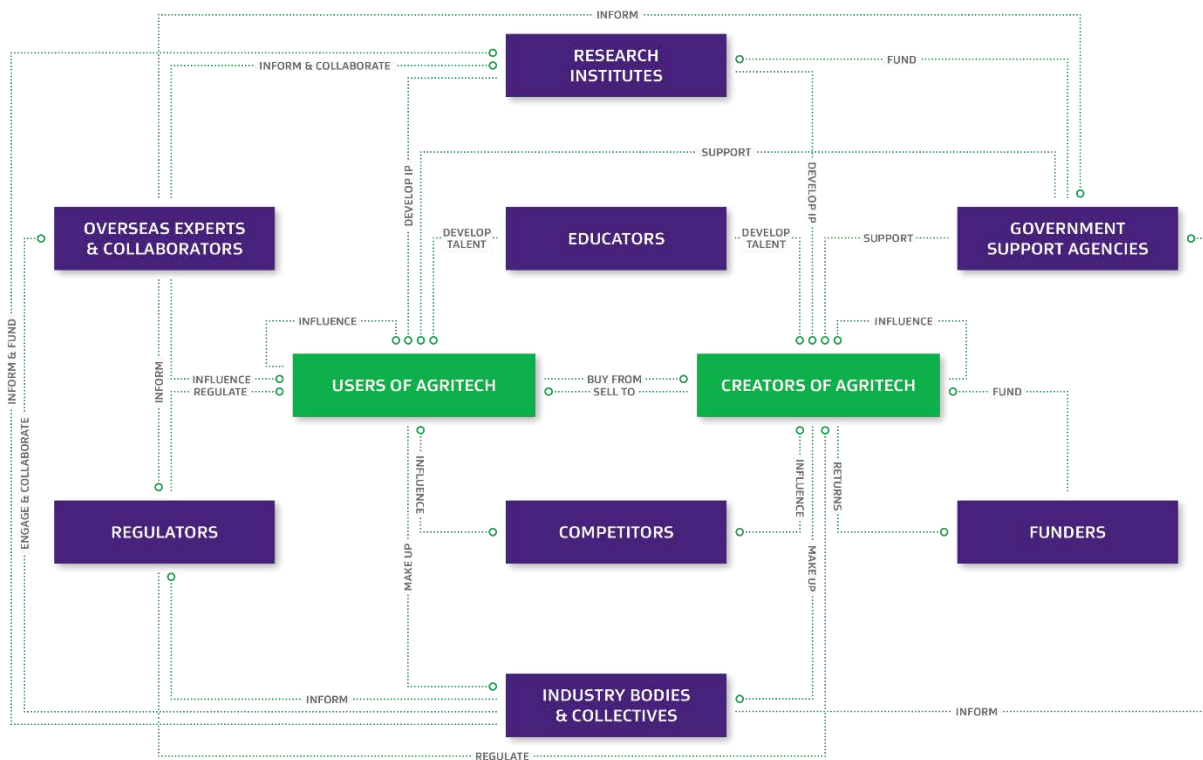 INFORM
RESEARCH
INSTITUTES
INFORM & COLLABORATE
FUND
SUPPORT
DEVELOP IP
DEVELOP IP
OVERSEAS EXPERTS
& COLLABORATORS
DEVELOP
TALENT
EDUCATORS
DEVELOP
TALENT
SUPPORT
GOVERNMENT
SUPPORT AGENCIES
INFLUENCE
INFLUENCE
INFORM & FUND
ENGAGE & COLLABORATE
INFORM
INFLUENCE
REGULATE
USERS OF AGRITECH
BUY FROM
SELL TO
CREATORS OF AGRITECH
FUND
INFLUENCE
INFLUENCE
RETURNS
REGULATORS
COMPETITORS
FUNDERS
MAKE UP
MAKE UP
INFORM
INDUSTRY BODIES
& COLLECTIVES
INFORM
REGULATE